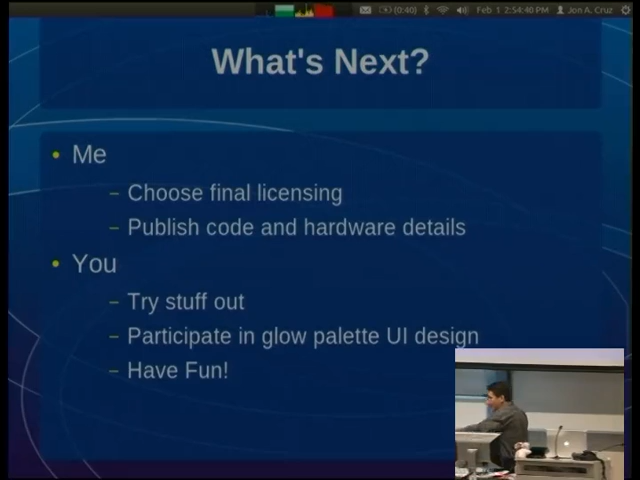 (0:40) Feb 1 2:54:40 PM Jon A. Cruz
What's Next?
• Me
– Choose final licensing
– Publish code and hardware details
• You
– Try stuff out
– Participate in glow palette UI design
– Have Fun!